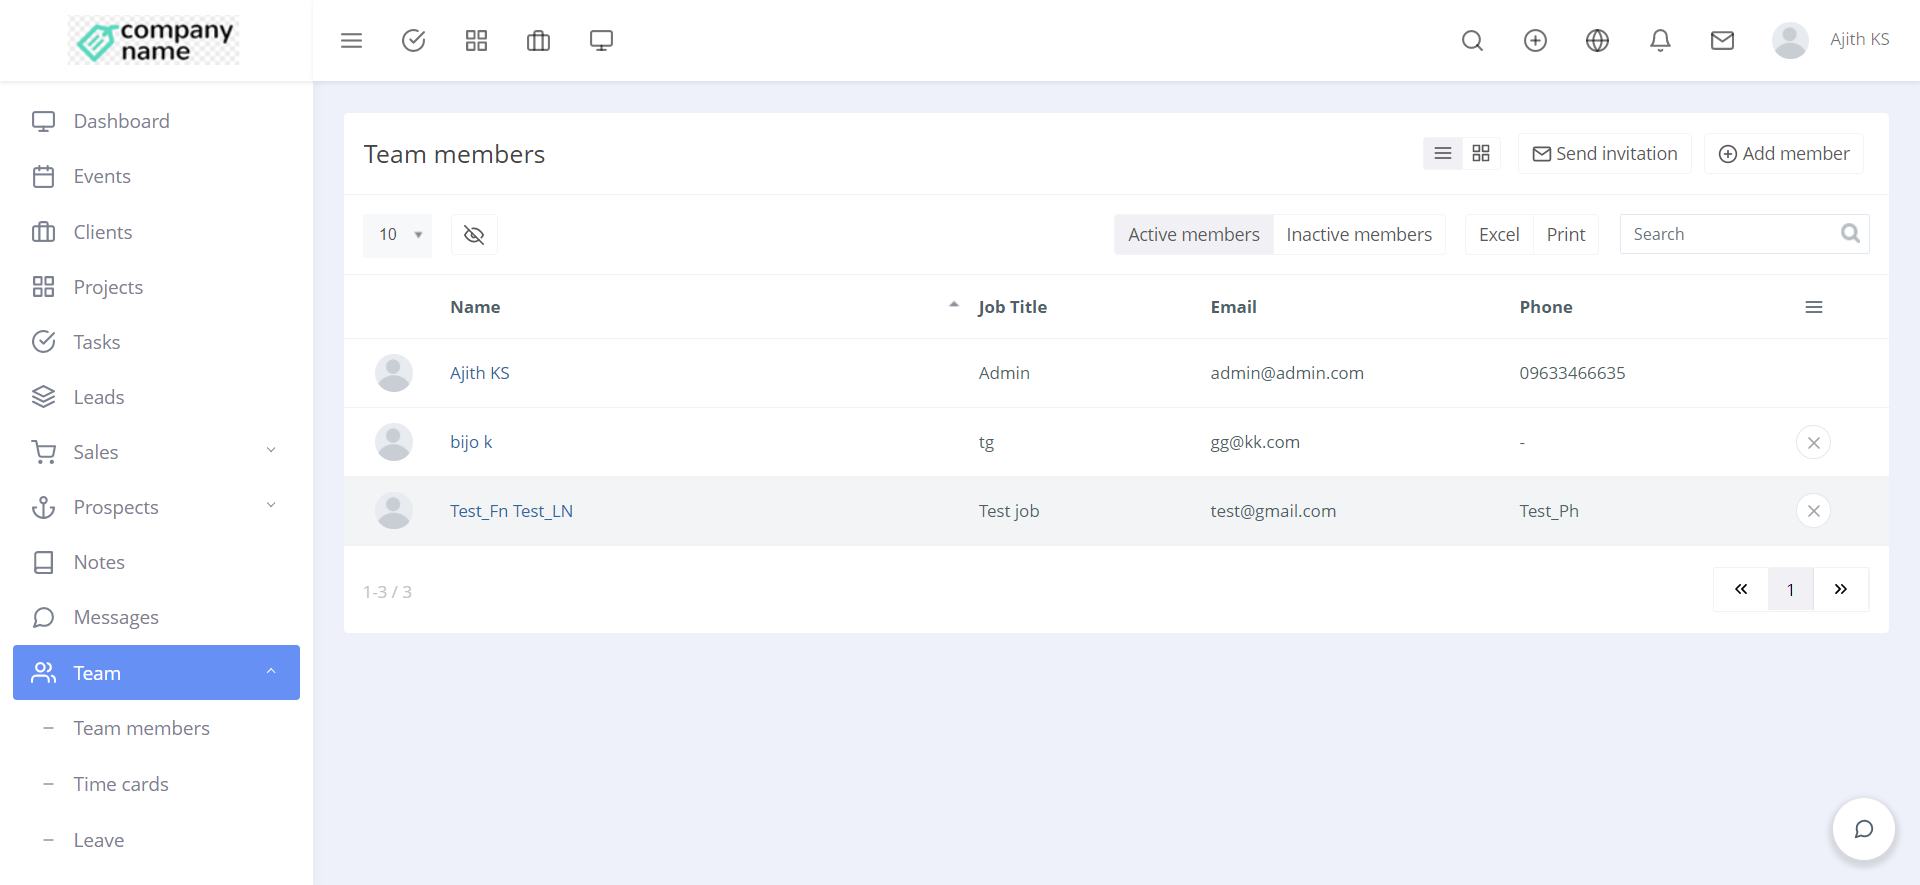 company
name
Ajith KS
Dashboard
Events
Clients
Projects
Tasks
Leads
Sales
Prospects
Notes
Messages
Team
Team members
Time cards
Leave
Team members
Send invitation
Add member
10
Active members
Inactive members
Excel
Print
Search
Name
Job Title
Email
Phone
Ajith KS
Admin
admin@admin.com
09633466635
bijo k
tg
gg@kk.com
-
Test_Fn Test_LN
Test job
test@gmail.com
Test_Ph
1-3 / 3
1